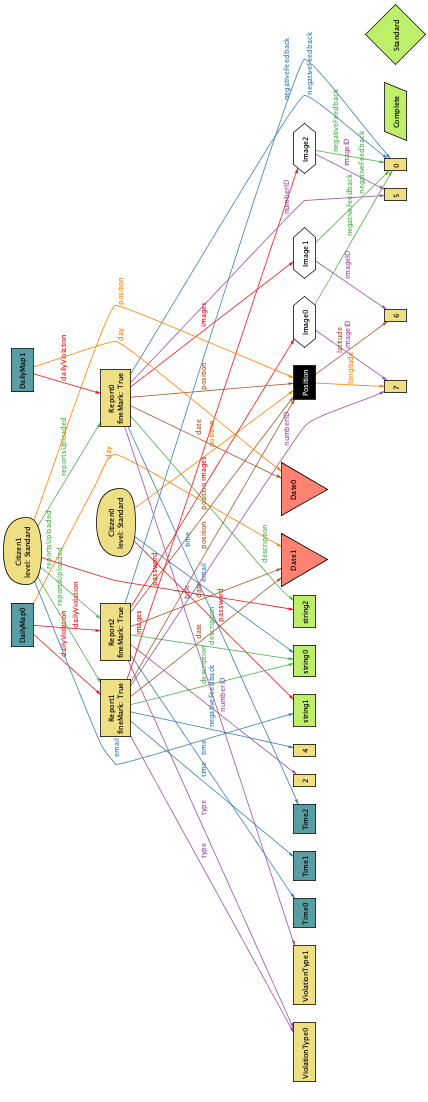 DailyMap0
Citizen1
level: Standard
DailyMap1
email
dailyViolation
dailyViolation
reportsUploaded
reportsUploaded
reportsUploaded
day
dailyViolation
day
position
Report1
fineMark: True
Report2
fineMark: True
Citizen0
level: Standard
Report0
fineMark: True
type
type
time
time
negativeFeedback
numberID
description
description
date
images
password
date
type
email
password
time
position
description
position
images
position
date
numberID
position
images
numberID
negativeFeedback
negativeFeedback
ViolationType0
ViolationType1
Time0
Time1
Time2
2
4
string1
string0
string2
Date1
Date0
Position
Image0
Image1
Image2
longitude
latitude
imageID
imageID
negativeFeedback
negativeFeedback
imageID
negativeFeedback
7
6
5
0
Complete
Standard